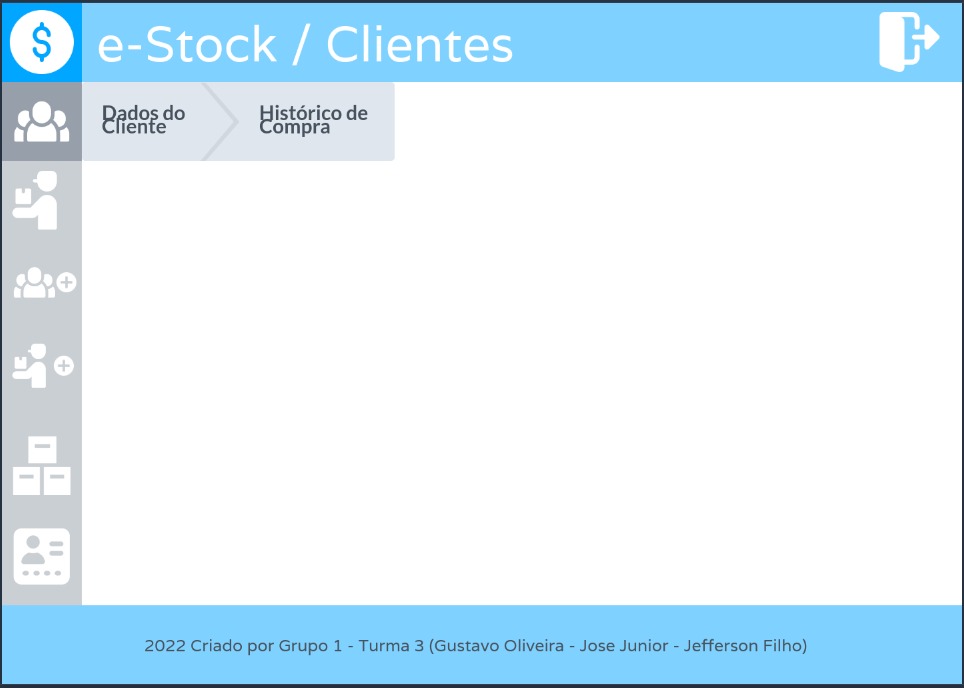 $
e-Stock / Clientes
Dados do
Cliente
Histórico de
Compra
2022 Criado por Grupo 1 - Turma 3 (Gustavo Oliveira - Jose Junior - Jefferson Filho)